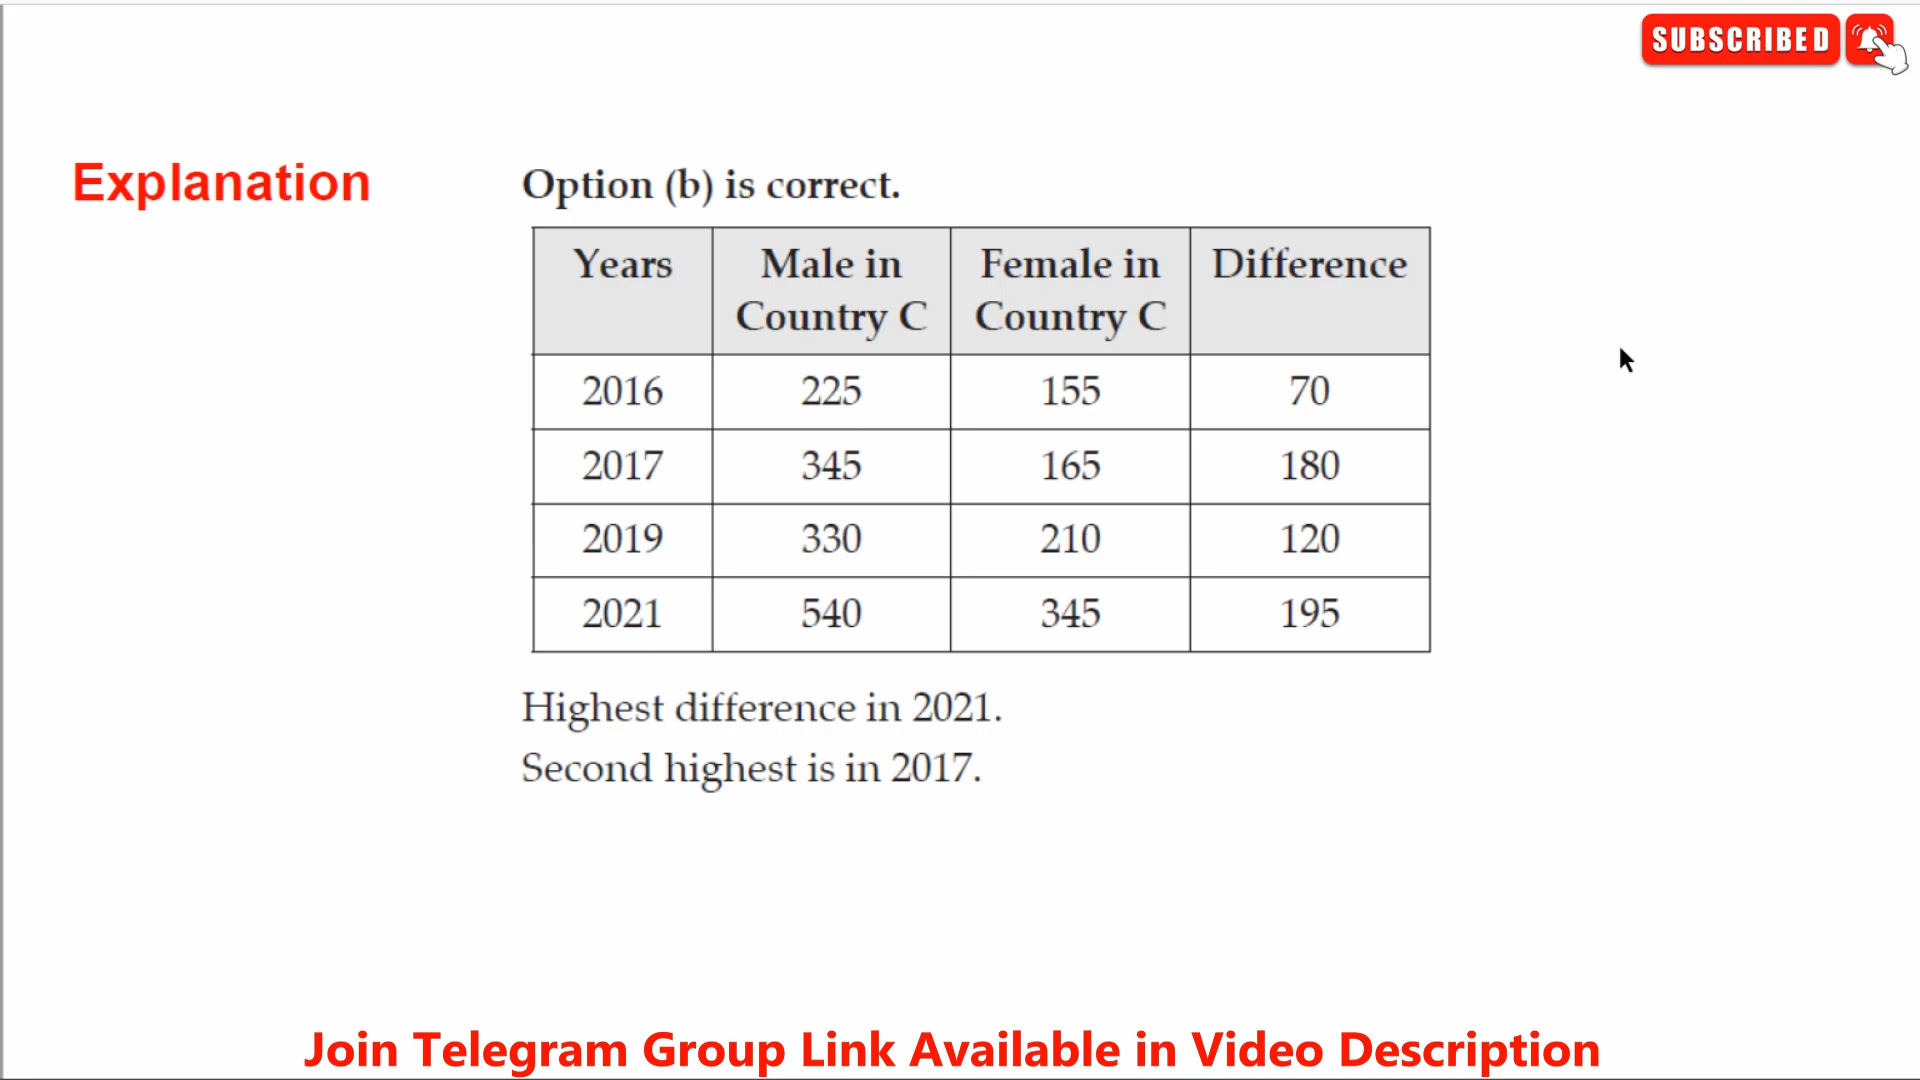 SUBSCRIBED
Explanation
Option (b) is correct.
Years Male in Country C Female in Country C Difference
2016 225 155 70
2017 345 165 180
2019 330 210 120
2021 540 345 195
Highest difference in 2021.
Second highest is in 2017.
Join Telegram Group Link Available in Video Description